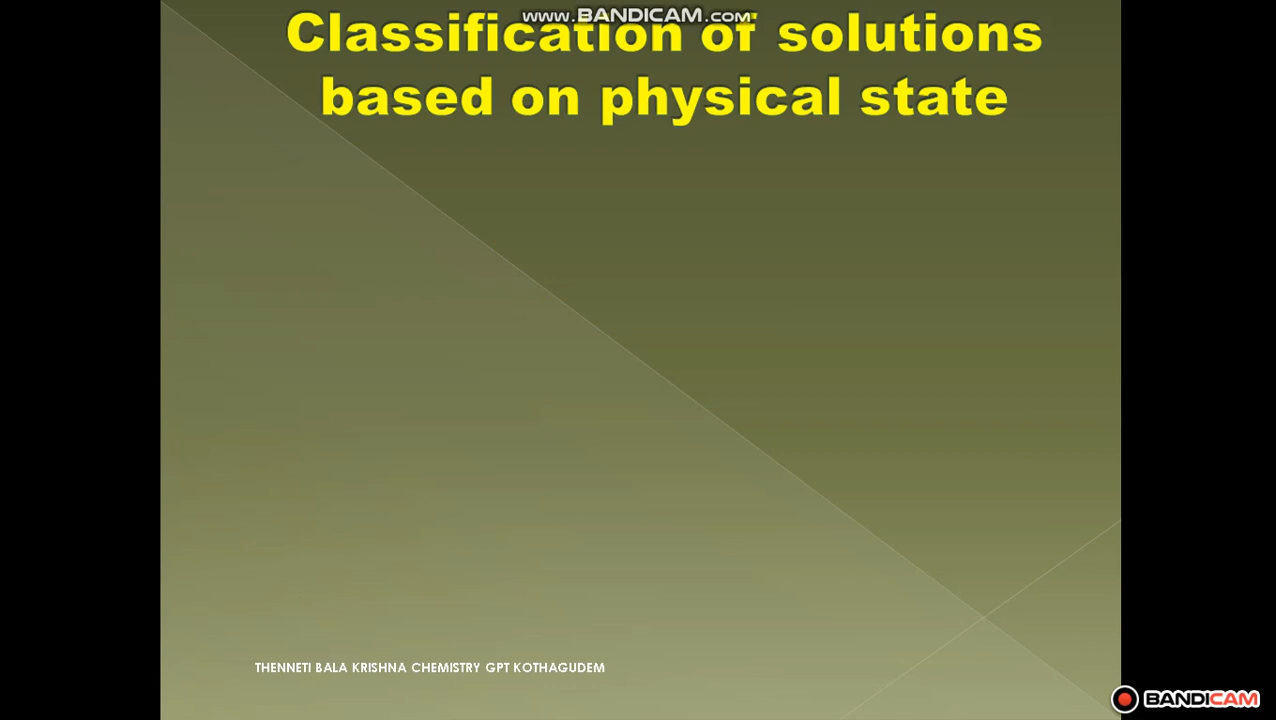 www.BANDICAM.com
Classification of solutions
based on physical state
THENNETI BALA KRISHNA CHEMISTRY GPT KOTHAGUDEM
BANDICAM